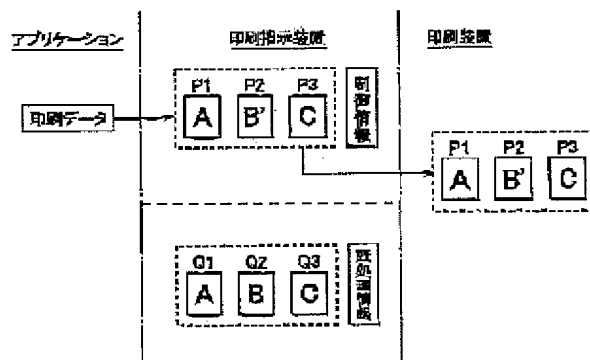 アプリケーション
印刷指示装置
印刷装置
P1 P2 P3
A B' C
制御情報
印刷データ
P1 P2 P3
A B' C
Q1 Q2 Q3
A B C
既処理情報